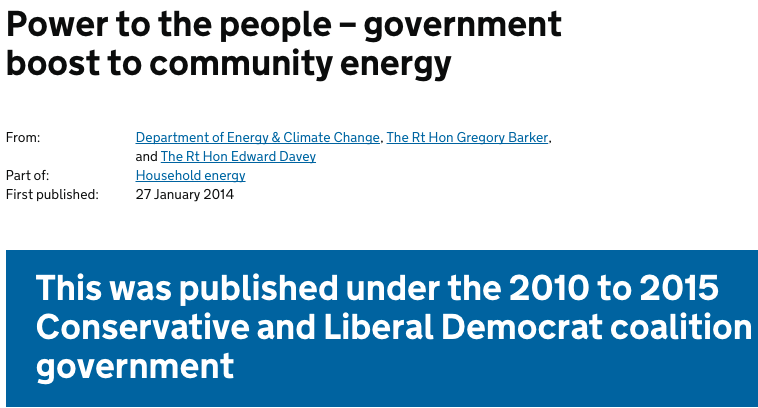 Power to the people – government
boost to community energy
From: Department of Energy & Climate Change, The Rt Hon Gregory Barker,
and The Rt Hon Edward Davey
Part of: Household energy
First published: 27 January 2014
This was published under the 2010 to 2015
Conservative and Liberal Democrat coalition
government